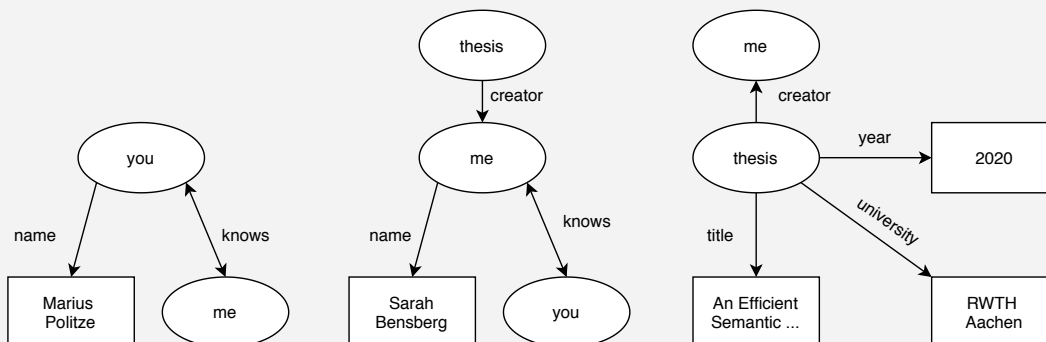 you
name
knows
Marius
Politze
me
thesis
creator
me
name
knows
Sarah
Bensberg
you
me
creator
thesis
year
2020
title
university
An Efficient
Semantic ...
RWTH
Aachen